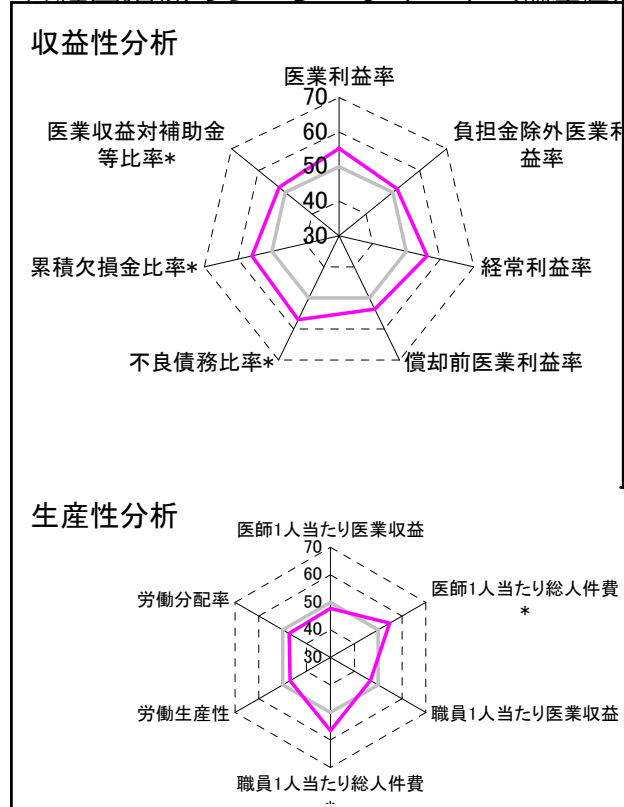 収益性分析
医業利益率
70
60
50
40
30
負担金除外医業利
益率
経常利益率
償却前医業利益率
不良債務比率*
累積欠損金比率*
医業収益対補助金
等比率*
生産性分析
医師1人当たり医業収益
70
60
50
40
30
医師1人当たり総人件費
*
職員1人当たり医業収益
職員1人当たり総人件費
*
労働生産性
労働分配率